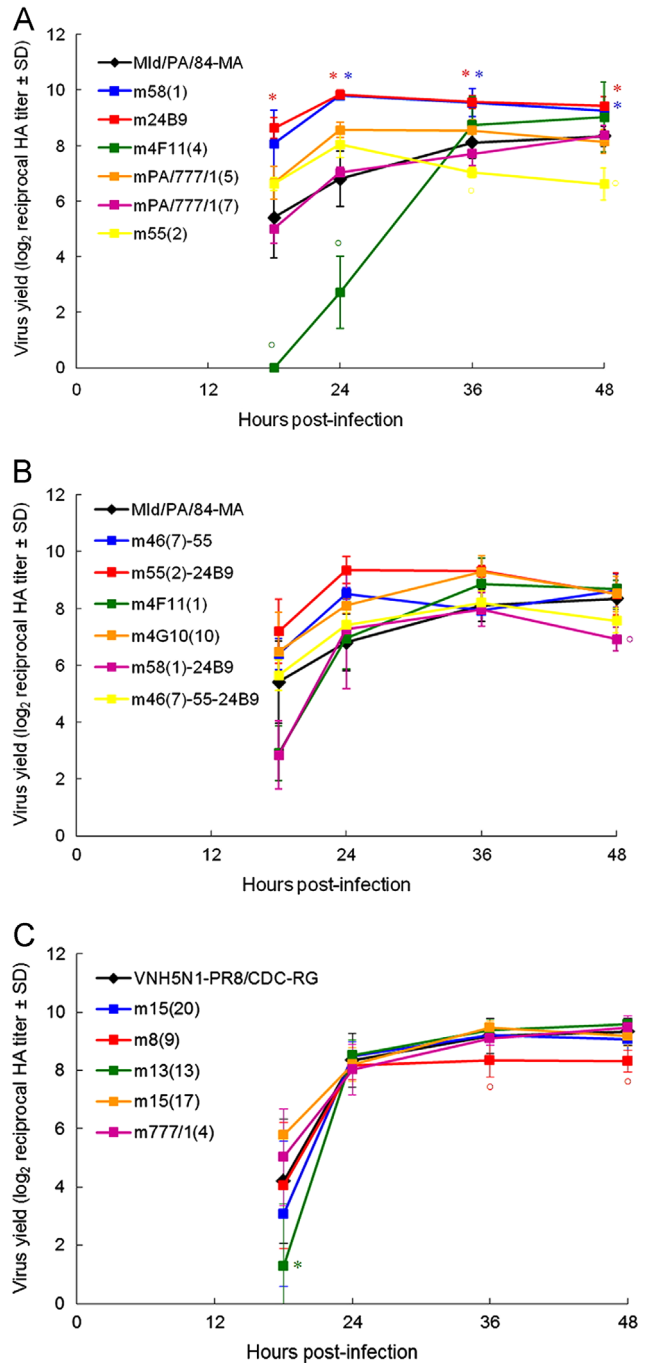 A
Virus yield (log2 reciprocal HA titer ± SD)
Mld/PA/84-MA
m58(1)
m24B9
m4F11(4)
mPA/777/1(5)
mPA/777/1(7)
m55(2)
12
10
8
6
4
2
0
* * * * * * *
0 12 24 36 48
Hours post-infection
B
Virus yield (log2 reciprocal HA titer ± SD)
Mld/PA/84-MA
m46(7)-55
m55(2)-24B9
m4F11(1)
m4G10(10)
m58(1)-24B9
m46(7)-55-24B9
12
10
8
6
4
2
0
0 12 24 36 48
Hours post-infection
C
Virus yield (log2 reciprocal HA titer ± SD)
VNH5N1-PR8/CDC-RG
m15(20)
m8(9)
m13(13)
m15(17)
m777/1(4)
12
10
8
6
4
2
0
*
0 12 24 36 48
Hours post-infection